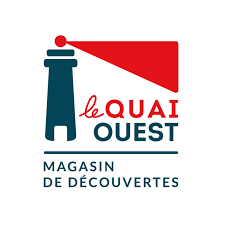 le QUAI
OUEST
MAGASIN
DE DÉCOUVERTES